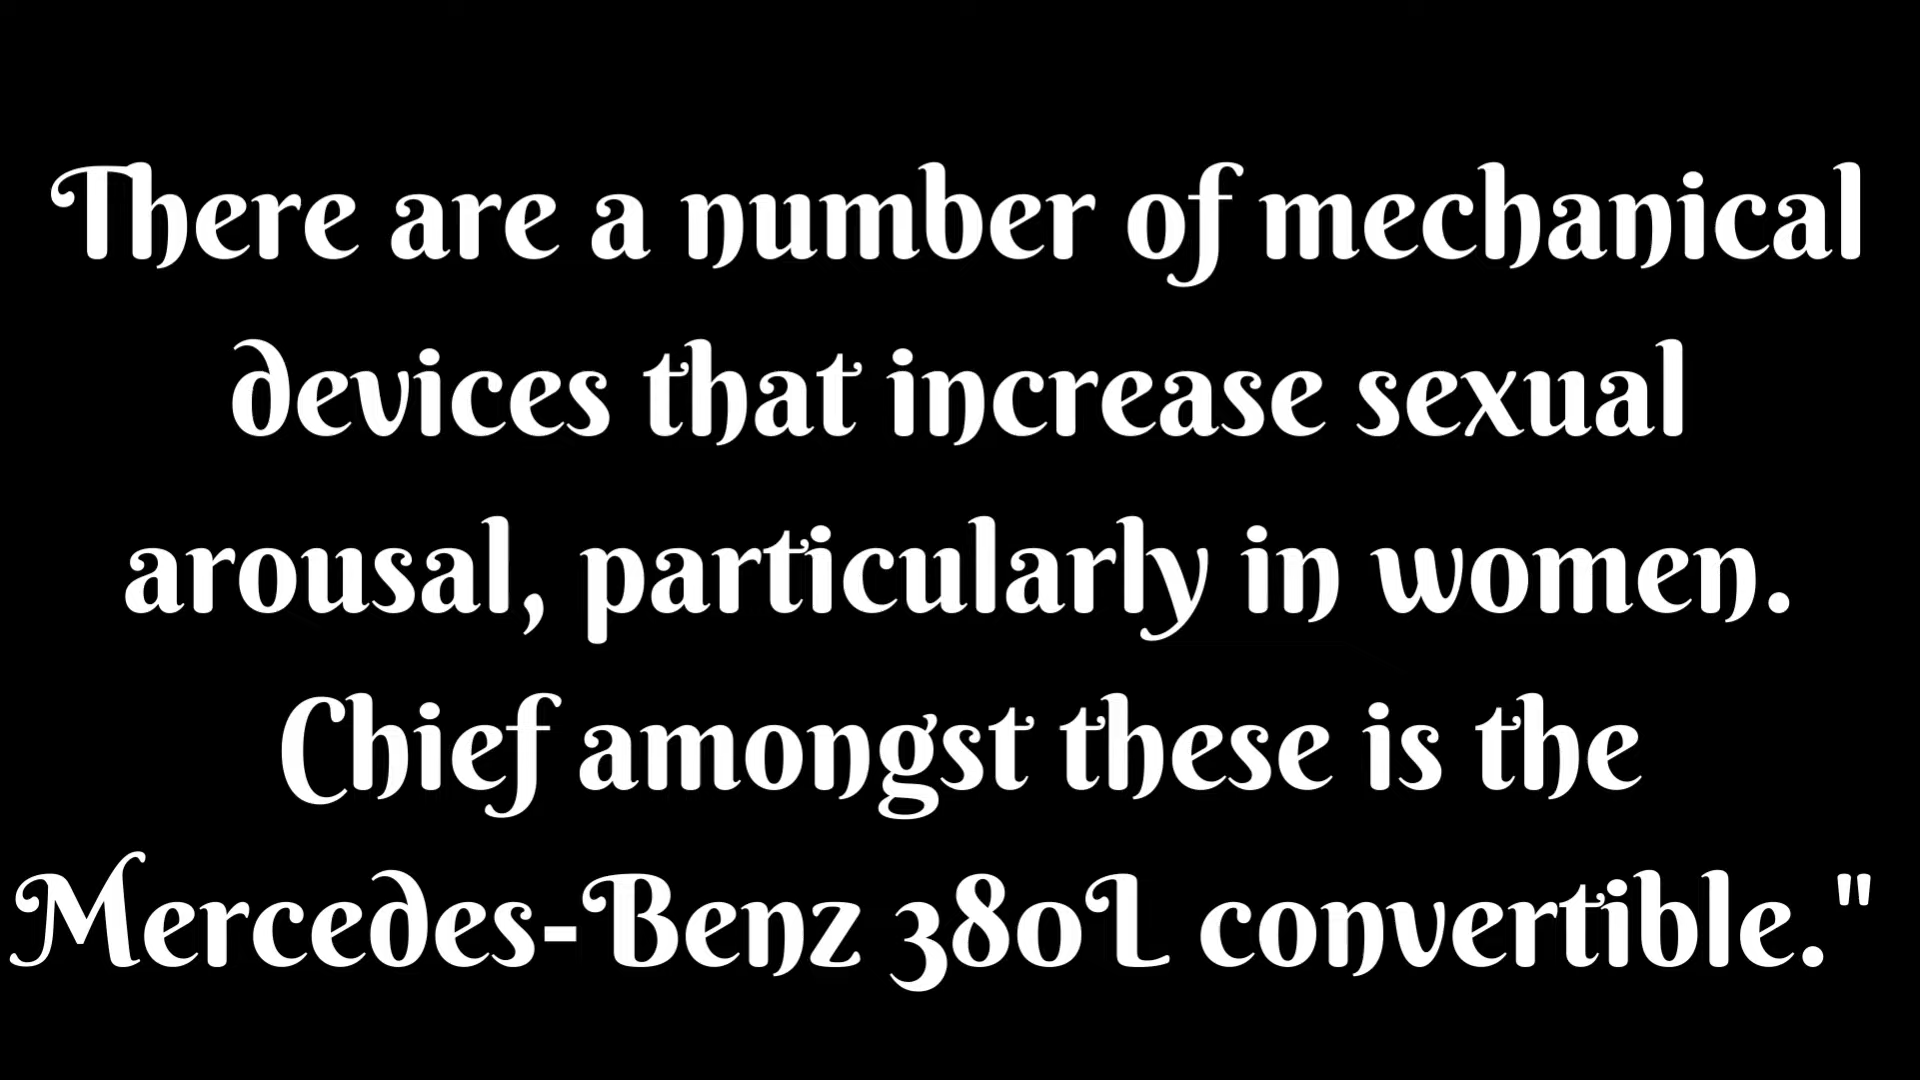 There are a number of mechanical
devices that increase sexual
arousal, particularly in women.
Chief amongst these is the
Mercedes-Benz 380L convertible."